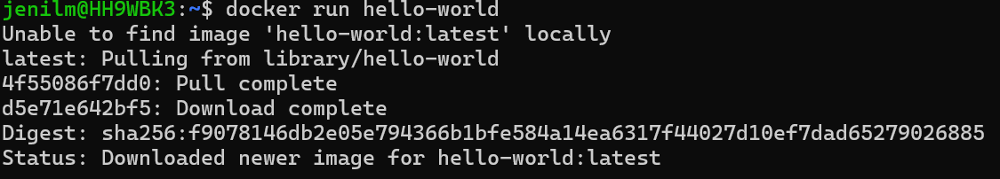 jenilm@HH9WBK3:~$ docker run hello-world
Unable to find image 'hello-world:latest' locally
latest: Pulling from library/hello-world
4f55086f7dd0: Pull complete
d5e71e642bf5: Download complete
Digest: sha256:f9078146db2e05e794366b1bfe584a14ea6317f44027d10ef7dad65279026885
Status: Downloaded newer image for hello-world:latest